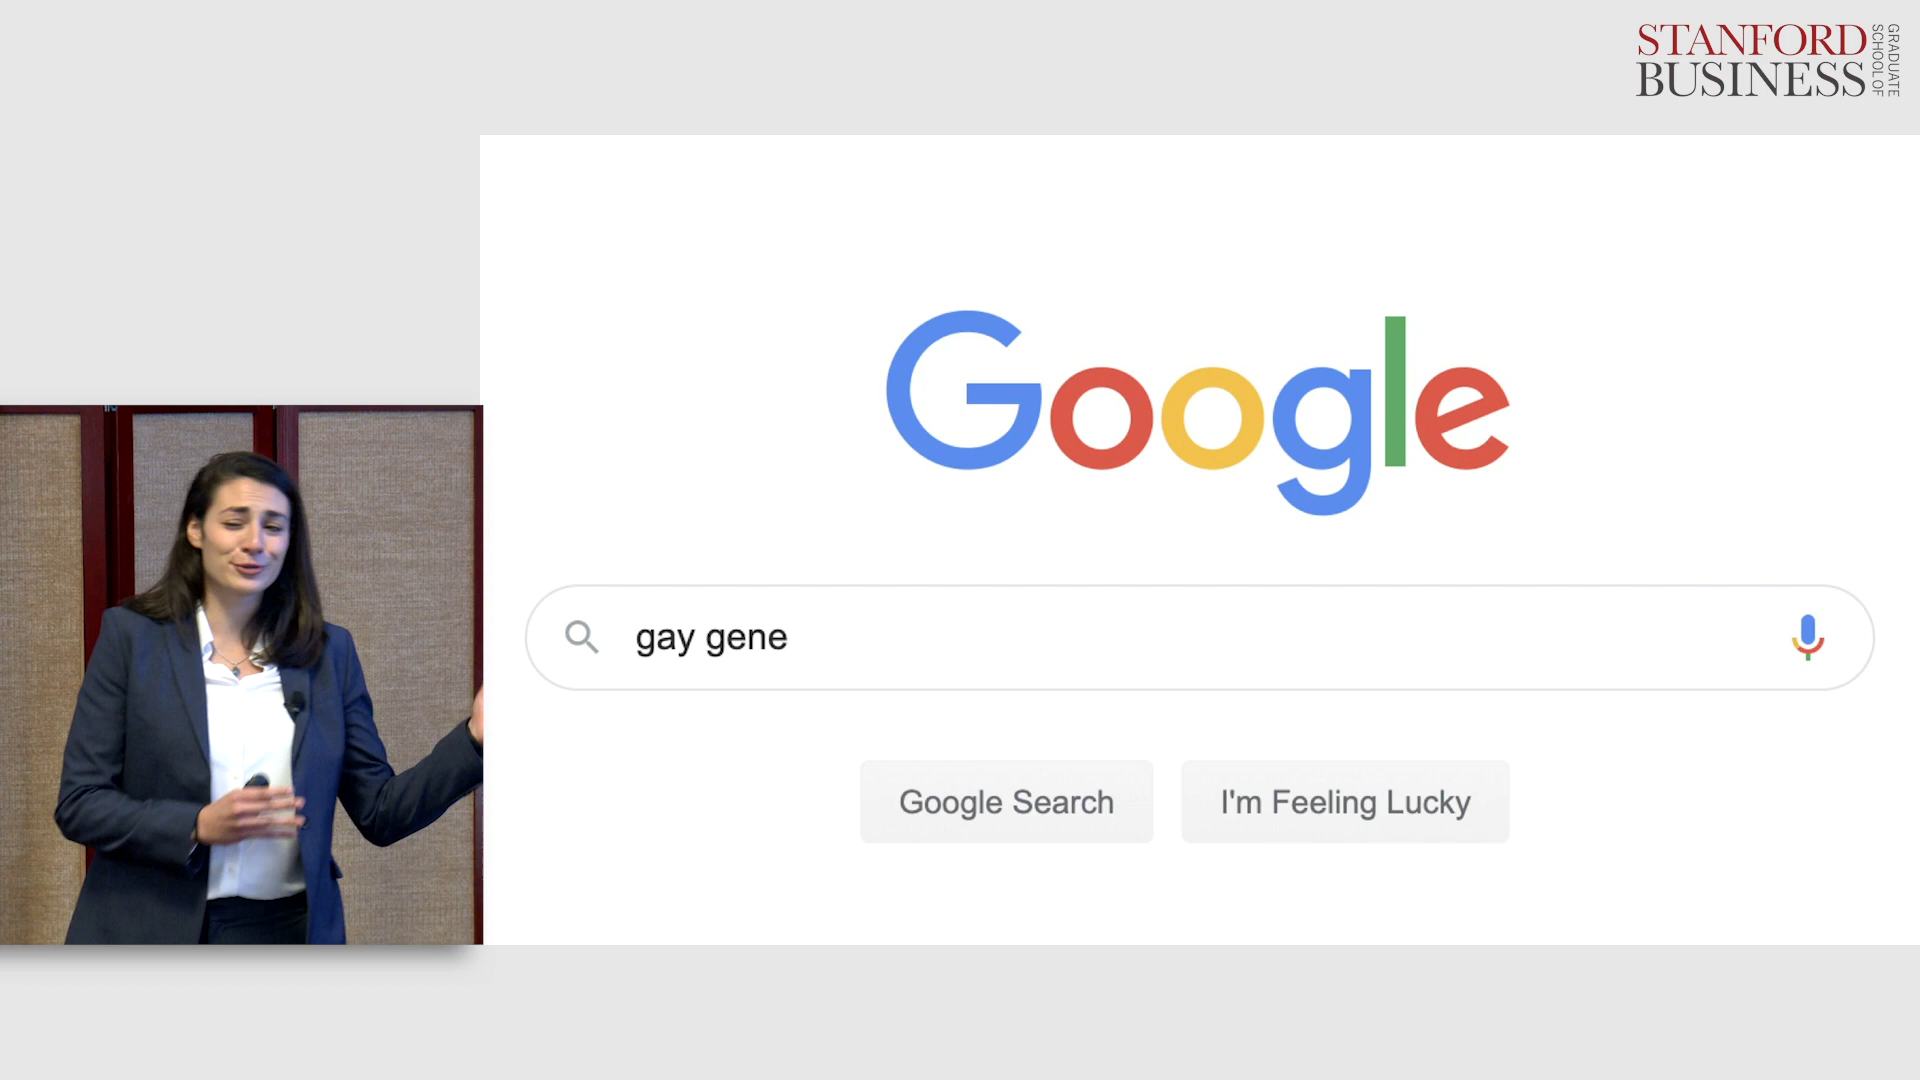 STANFORD
BUSINESS
GRADUATE
SCHOOL OF
Google
gay gene
Google Search
I'm Feeling Lucky